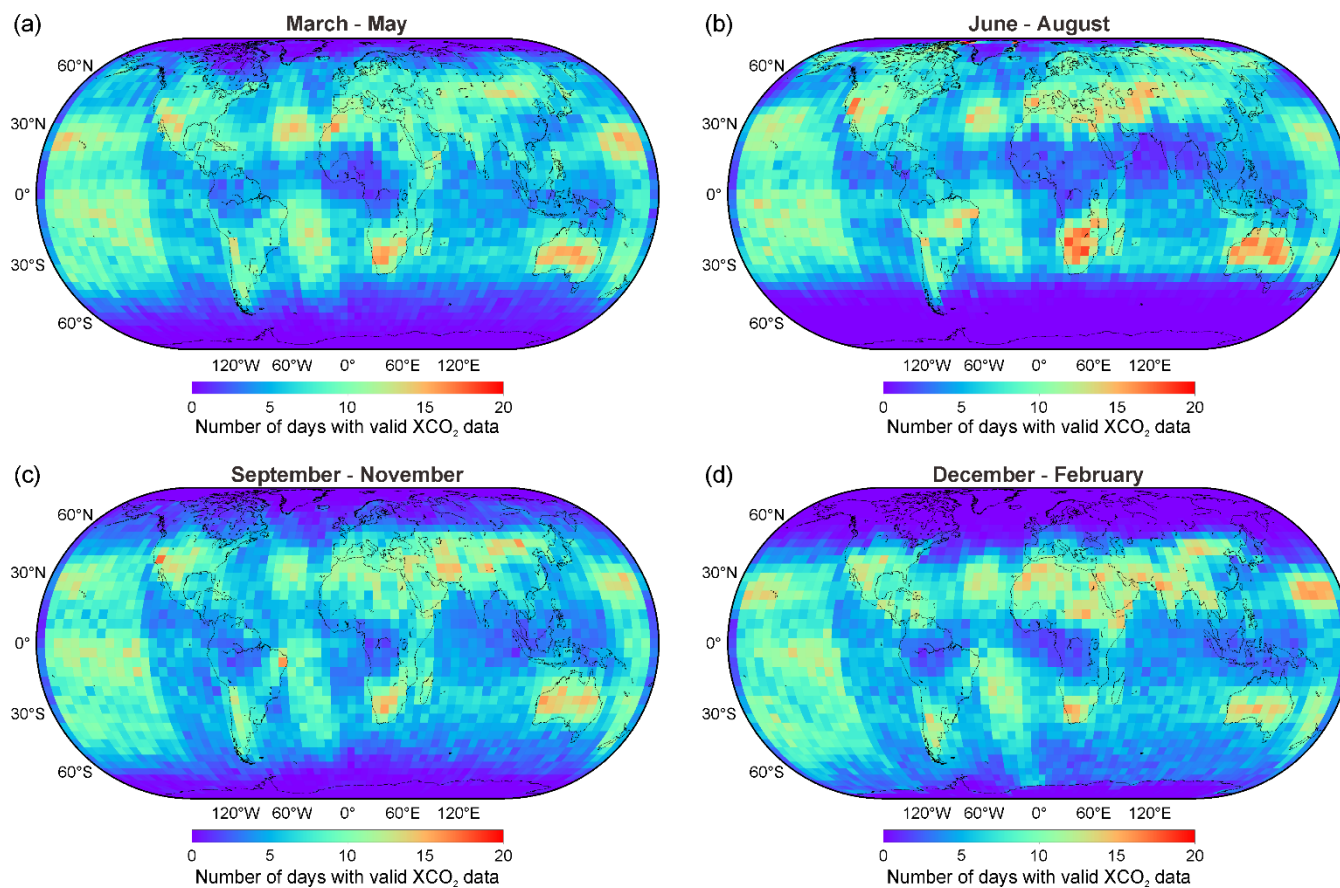 (a)
March - May
60°N
30°N
0°
30°S
60°S
120°W 60°W 0° 60°E 120°E
0 5 10 15 20
Number of days with valid XCO₂ data
(b)
June - August
60°N
30°N
0°
30°S
60°S
120°W 60°W 0° 60°E 120°E
0 5 10 15 20
Number of days with valid XCO₂ data
(c)
September - November
60°N
30°N
0°
30°S
60°S
120°W 60°W 0° 60°E 120°E
0 5 10 15 20
Number of days with valid XCO₂ data
(d)
December - February
60°N
30°N
0°
30°S
60°S
120°W 60°W 0° 60°E 120°E
0 5 10 15 20
Number of days with valid XCO₂ data